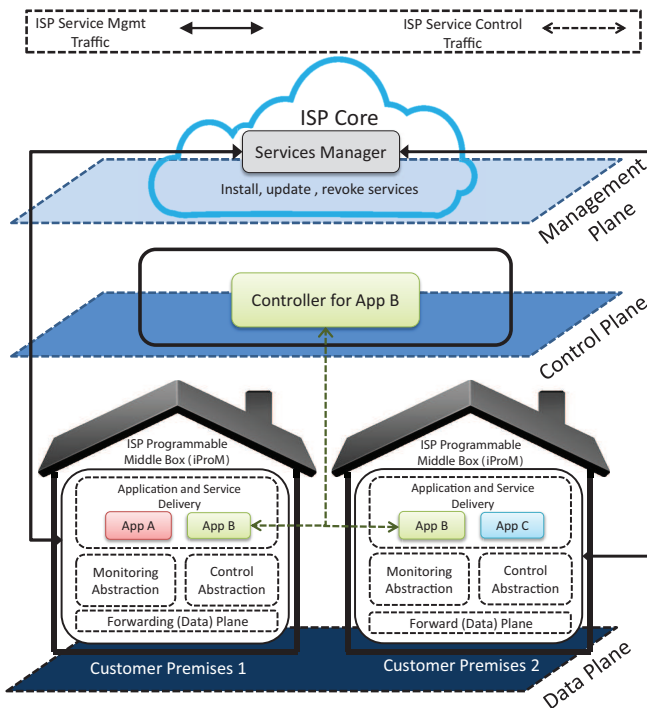 ISP Service Mgmt
Traffic
ISP Service Control
Traffic
ISP Core
Services Manager
Install, update , revoke services
Management
Plane
Controller for App B
Control Plane
ISP Programmable
Middle Box (iProM)
Application and Service
Delivery
App A
App B
Monitoring
Abstraction
Control
Abstraction
Forwarding (Data) Plane
Customer Premises 1
ISP Programmable
Middle Box (iProM)
Application and Service
Delivery
App B
App C
Monitoring
Abstraction
Control
Abstraction
Forward (Data) Plane
Customer Premises 2
Data Plane